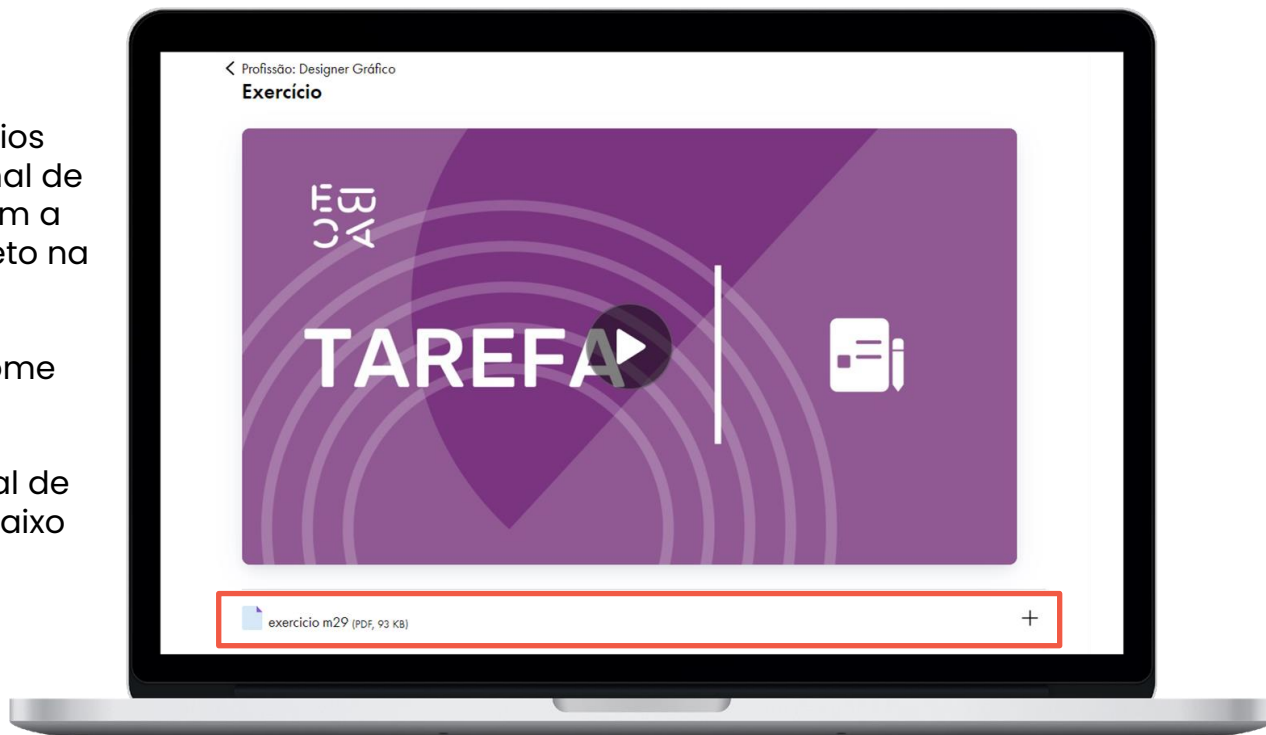 ios
nal de
m a
eto na
ome
al de
aixo
Profissão: Designer Gráfico
Exercício
EBAC
TAREFA
exercicio m29 (PDF, 93 KB)